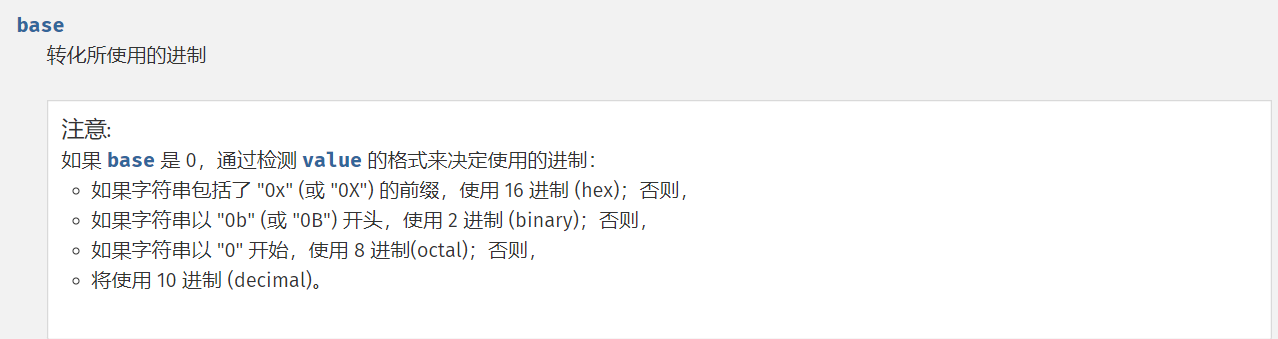 base
转化所使用的进制
注意:
如果 base 是 0，通过检测 value 的格式来决定使用的进制：
如果字符串包括了 "0x" (或 "0X") 的前缀，使用 16 进制 (hex)；否则，
如果字符串以 "0b" (或 "0B") 开头，使用 2 进制 (binary)；否则，
如果字符串以 "0" 开始，使用 8 进制(octal)；否则，
将使用 10 进制 (decimal)。